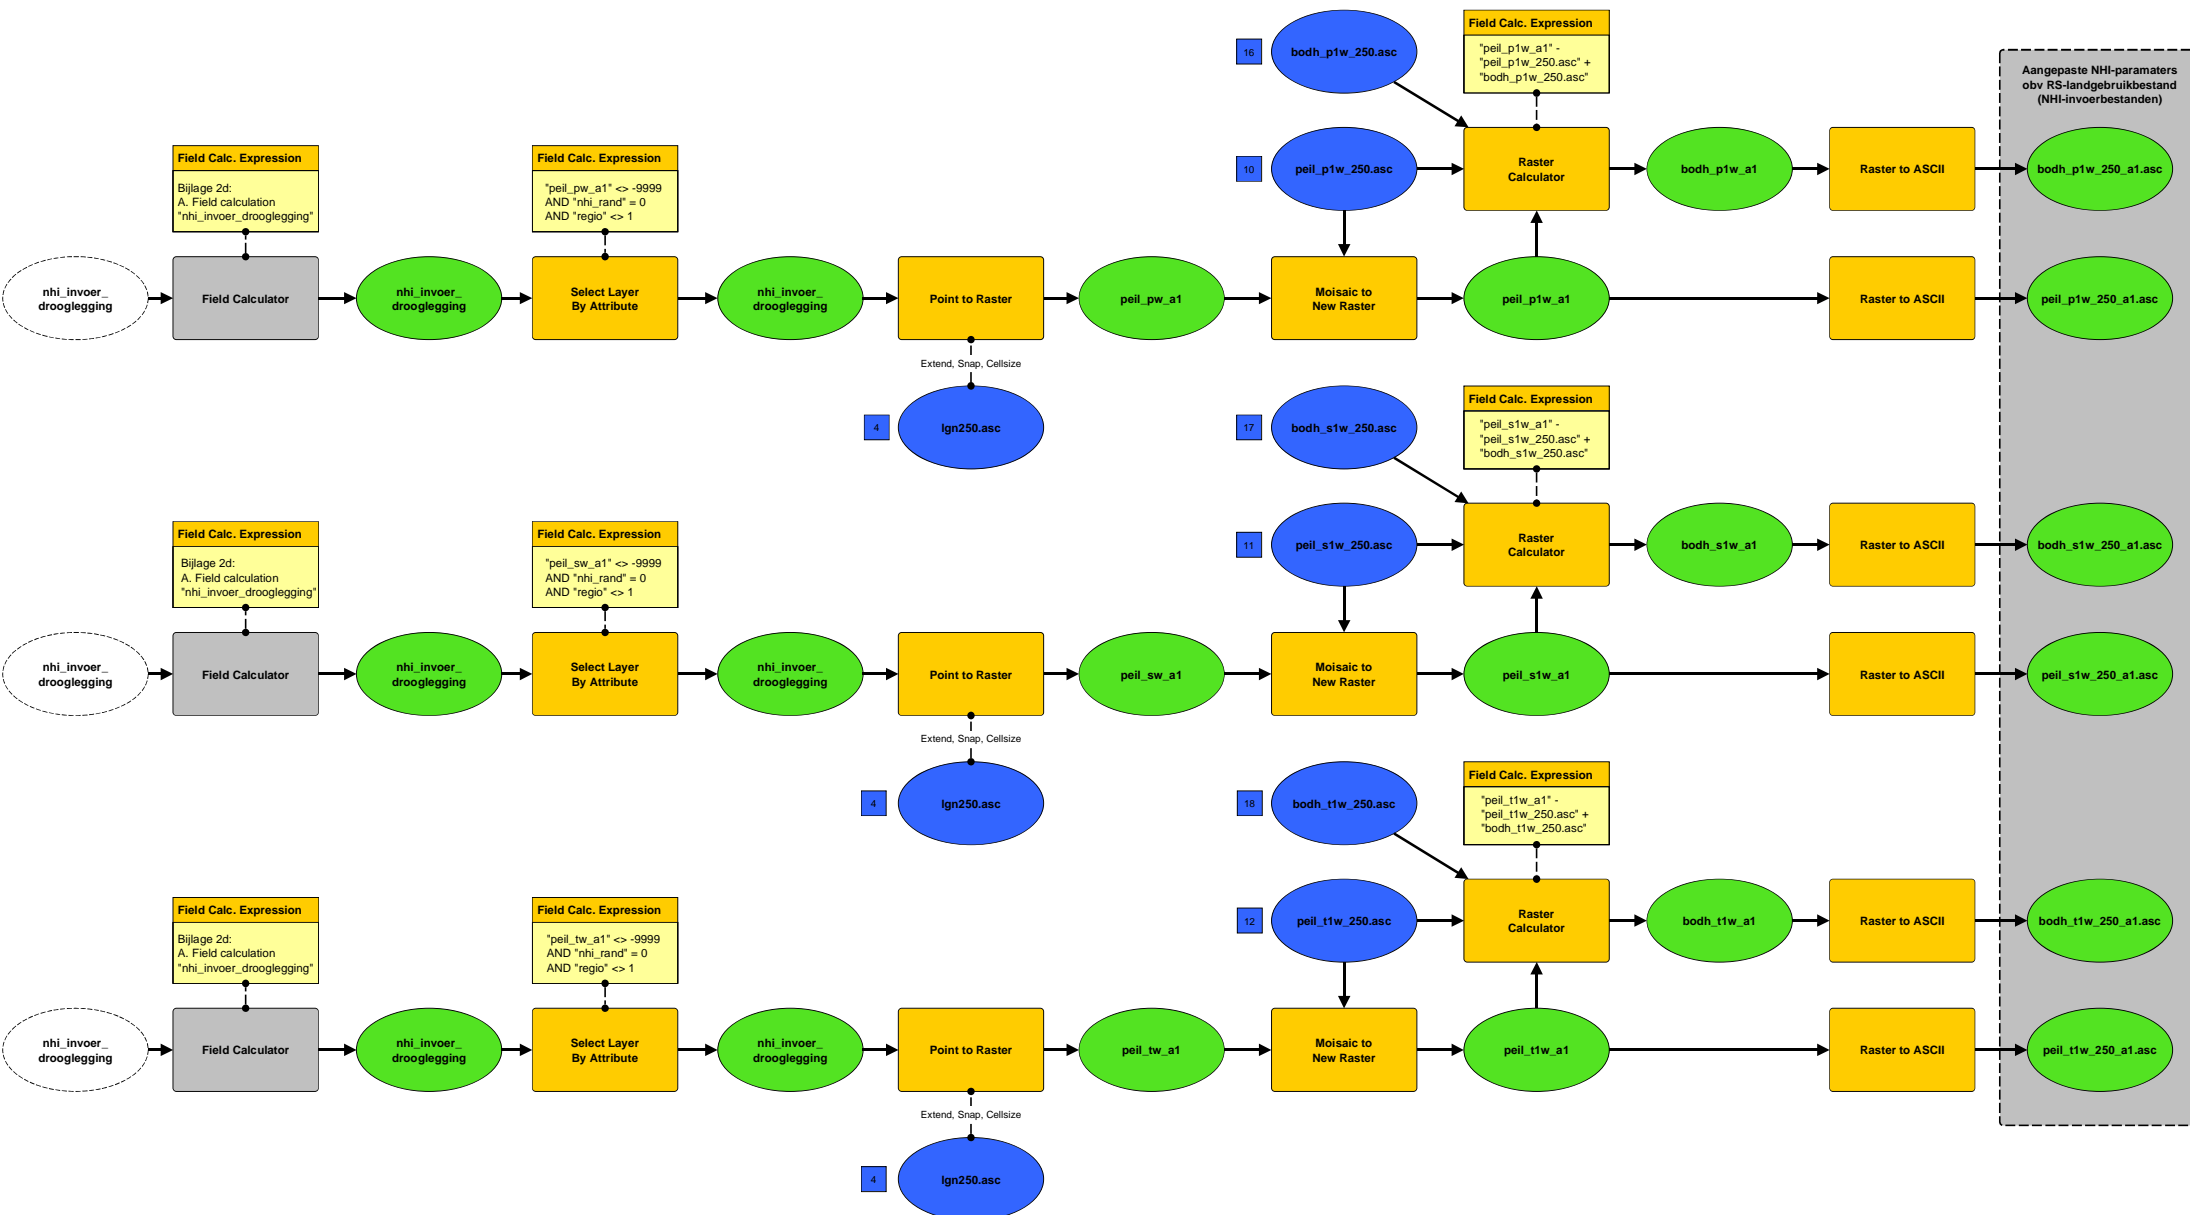 16
bodh_p1w_250.asc
Field Calc. Expression
"peil_p1w_a1" -
"peil_p1w_250.asc" +
"bodh_p1w_250.asc"
Aangepaste NHI-paramaters
obv RS-landgebruikbestand
(NHI-invoerbestanden)
Field Calc. Expression
Bijlage 2d:
A. Field calculation
"nhi_invoer_drooglegging"
Field Calc. Expression
"peil_pw_a1" <> -9999
AND "nhi_rand" = 0
AND "regio" <> 1
10
peil_p1w_250.asc
Raster
Calculator
bodh_p1w_a1
Raster to ASCII
bodh_p1w_250_a1.asc
nhi_invoer_
drooglegging
Field Calculator
nhi_invoer_
drooglegging
Select Layer
By Attribute
nhi_invoer_
drooglegging
Point to Raster
peil_pw_a1
Moisaic to
New Raster
peil_p1w_a1
Raster to ASCII
peil_p1w_250_a1.asc
Extend, Snap, Cellsize
4
lgn250.asc
17
bodh_s1w_250.asc
Field Calc. Expression
"peil_s1w_a1" -
"peil_s1w_250.asc" +
"bodh_s1w_250.asc"
Field Calc. Expression
Bijlage 2d:
A. Field calculation
"nhi_invoer_drooglegging"
Field Calc. Expression
"peil_sw_a1" <> -9999
AND "nhi_rand" = 0
AND "regio" <> 1
11
peil_s1w_250.asc
Raster
Calculator
bodh_s1w_a1
Raster to ASCII
bodh_s1w_250_a1.asc
nhi_invoer_
drooglegging
Field Calculator
nhi_invoer_
drooglegging
Select Layer
By Attribute
nhi_invoer_
drooglegging
Point to Raster
peil_sw_a1
Moisaic to
New Raster
peil_s1w_a1
Raster to ASCII
peil_s1w_250_a1.asc
Extend, Snap, Cellsize
4
lgn250.asc
18
bodh_t1w_250.asc
Field Calc. Expression
"peil_t1w_a1" -
"peil_t1w_250.asc" +
"bodh_t1w_250.asc"
Field Calc. Expression
Bijlage 2d:
A. Field calculation
"nhi_invoer_drooglegging"
Field Calc. Expression
"peil_tw_a1" <> -9999
AND "nhi_rand" = 0
AND "regio" <> 1
12
peil_t1w_250.asc
Raster
Calculator
bodh_t1w_a1
Raster to ASCII
bodh_t1w_250_a1.asc
nhi_invoer_
drooglegging
Field Calculator
nhi_invoer_
drooglegging
Select Layer
By Attribute
nhi_invoer_
drooglegging
Point to Raster
peil_tw_a1
Moisaic to
New Raster
peil_t1w_a1
Raster to ASCII
peil_t1w_250_a1.asc
Extend, Snap, Cellsize
4
lgn250.asc